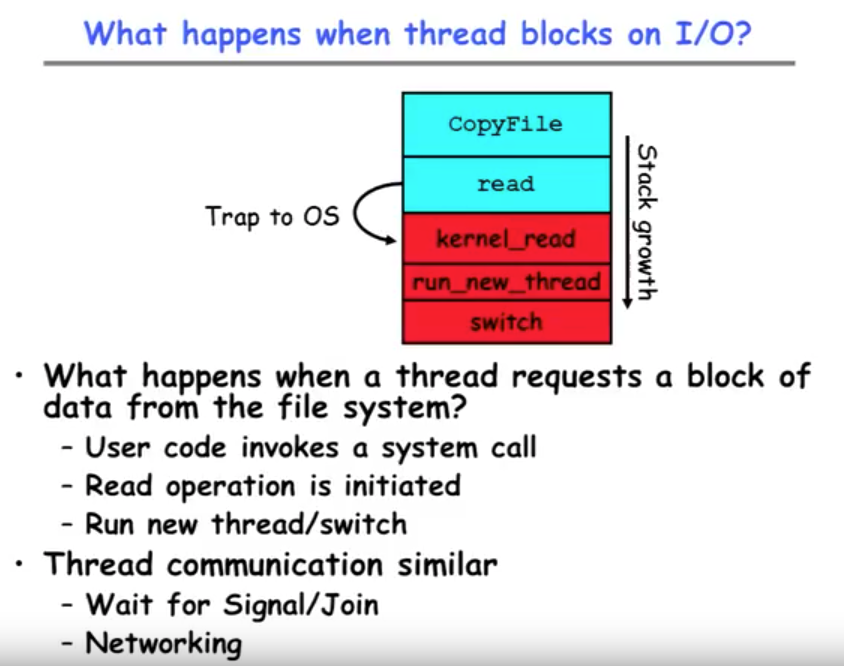 What happens when thread blocks on I/O?
CopyFile
read
Trap to OS
kernel_read
run_new_thread
switch
Stack growth
• What happens when a thread requests a block of
data from the file system?
– User code invokes a system call
– Read operation is initiated
– Run new thread/switch
• Thread communication similar
– Wait for Signal/Join
– Networking